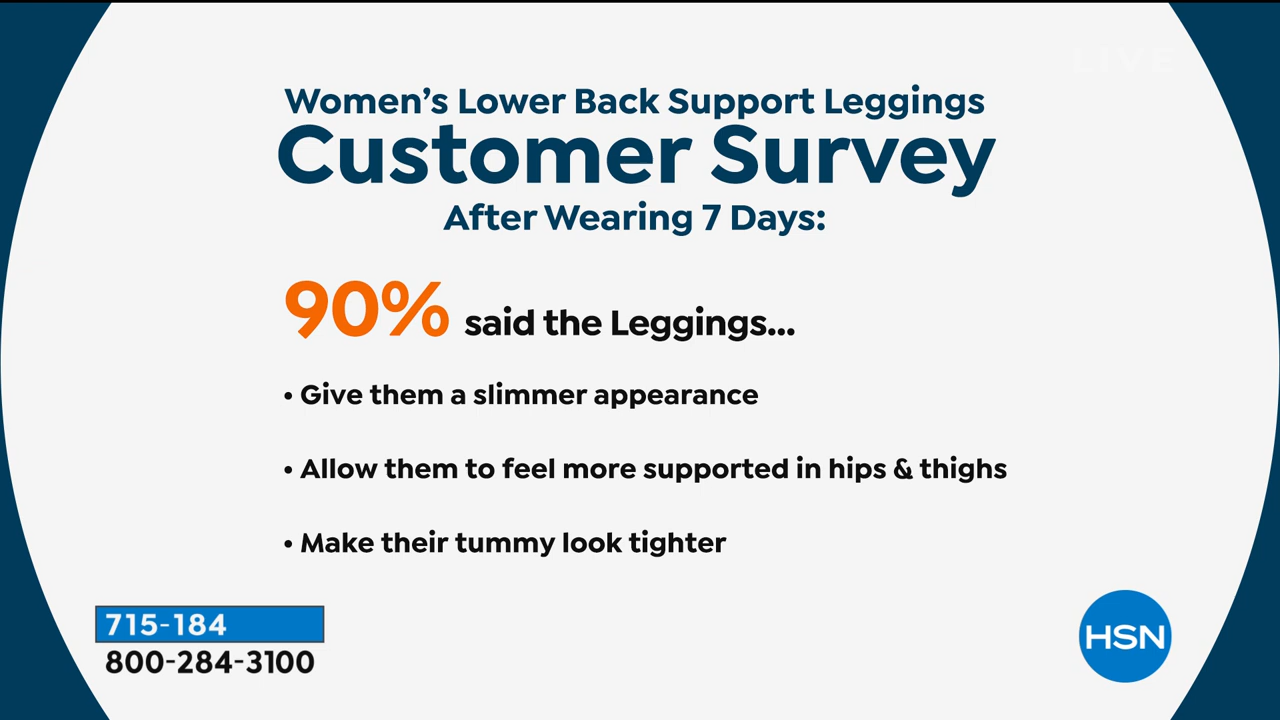 LIVE
Women's Lower Back Support Leggings
Customer Survey
After Wearing 7 Days:
90% said the Leggings...
• Give them a slimmer appearance
• Allow them to feel more supported in hips & thighs
• Make their tummy look tighter
715-184
800-284-3100
HSN